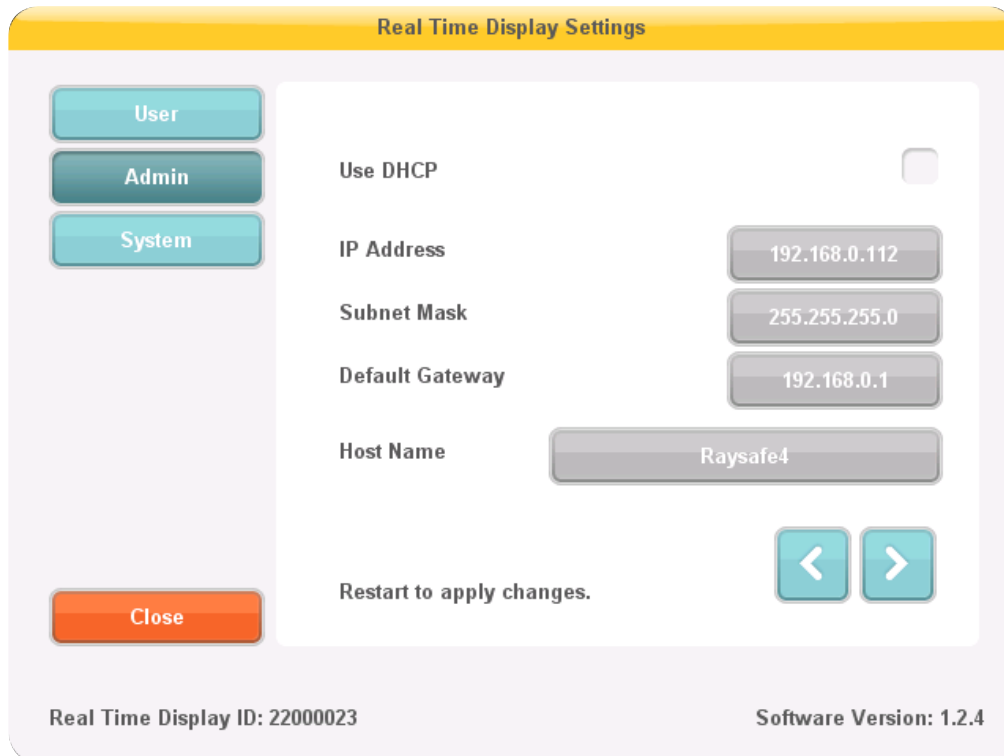 Real Time Display Settings
User
Admin
System
Use DHCP
IP Address 192.168.0.112
Subnet Mask 255.255.255.0
Default Gateway 192.168.0.1
Host Name Raysafe4
Restart to apply changes.
Close
Real Time Display ID: 22000023 Software Version: 1.2.4